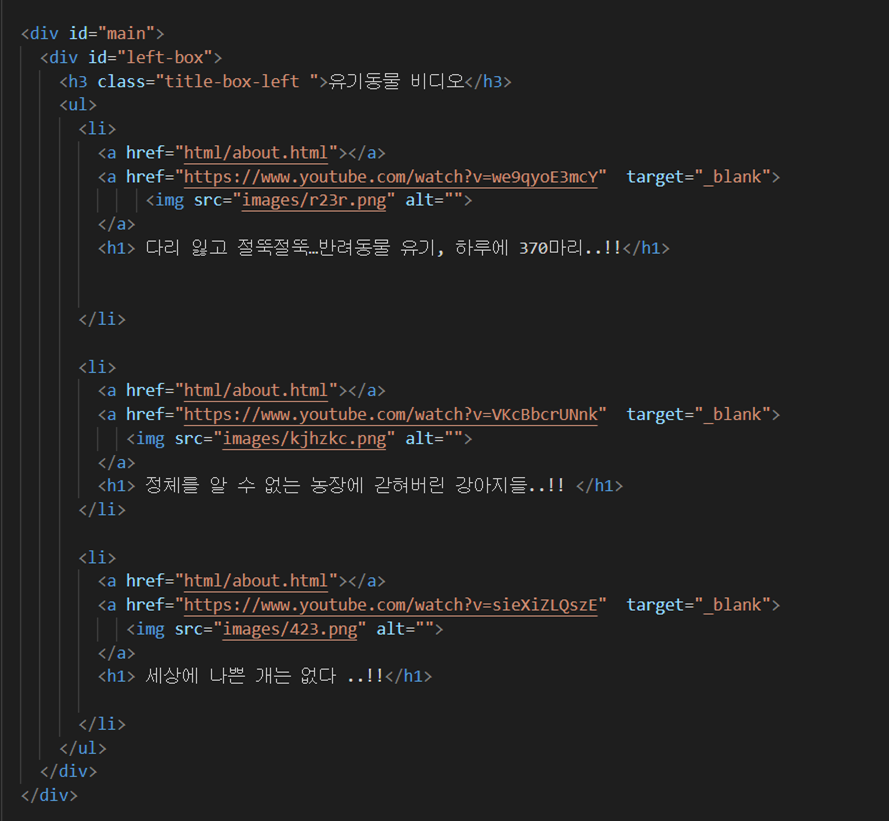 <div id="main">
<div id="left-box">
<h3 class="title-box-left ">유기동물 비디오</h3>
<ul>
<li>
<a href="html/about.html"></a>
<a href="https://www.youtube.com/watch?v=we9qyoE3mcY"  target="_blank">
<img src="images/r23r.png" alt="">
</a>
<h1> 다리 잃고 절뚝절뚝…반려동물 유기, 하루에 370마리..!!</h1>
</li>
<li>
<a href="html/about.html"></a>
<a href="https://www.youtube.com/watch?v=VKcBbcrUNnk"  target="_blank">
<img src="images/kjhzkc.png" alt="">
</a>
<h1> 정체를 알 수 없는 농장에 갇혀버린 강아지들..!! </h1>
</li>
<li>
<a href="html/about.html"></a>
<a href="https://www.youtube.com/watch?v=sieXiZLQszE"  target="_blank">
<img src="images/423.png" alt="">
</a>
<h1> 세상에 나쁜 개는 없다 ..!!</h1>
</li>
</ul>
</div>
</div>